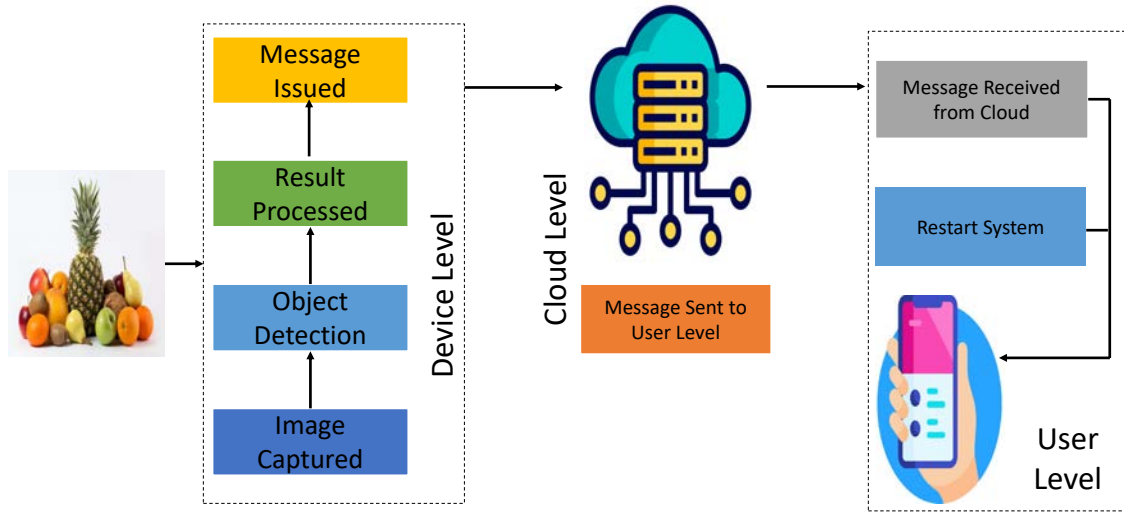 Message
Issued
Result
Processed
Object
Detection
Image
Captured
Device Level
Cloud Level
Message Sent to
User Level
Message Received
from Cloud
Restart System
User
Level